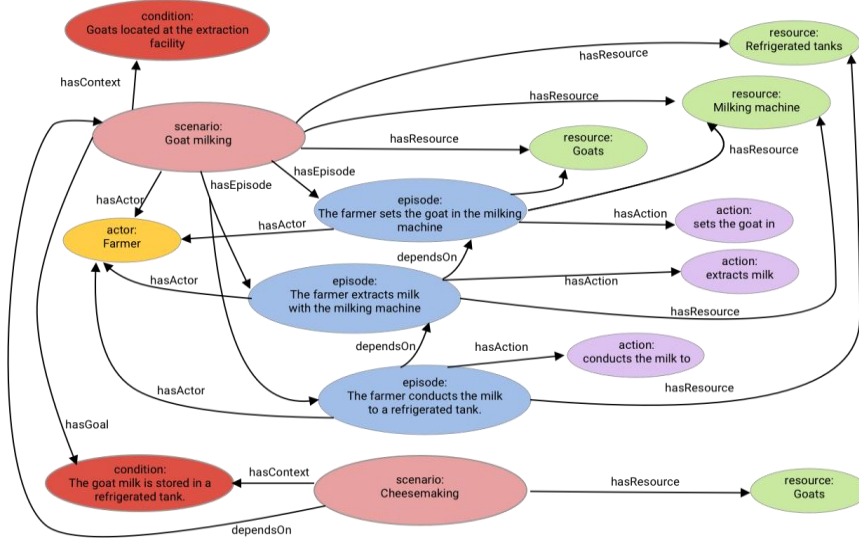 condition:
Goats located at the extraction
facility
resource:
Refrigerated tanks
hasResource
hasContext
resource:
Milking machine
hasResource
scenario:
Goat milking
hasResource
resource:
Goats
hasResource
hasEpisode
hasEpisode
hasActor
episode:
The farmer sets the goat in the milking
machine
hasAction
action:
sets the goat in
actor:
Farmer
hasActor
dependsOn
action:
extracts milk
hasActor
hasAction
episode:
The farmer extracts milk
with the milking machine
hasResource
dependsOn
hasAction
action:
conducts the milk to
hasActor
episode:
The farmer conducts the milk
to a refrigerated tank.
hasResource
hasGoal
condition:
The goat milk is stored in a
refrigerated tank.
hasContext
scenario:
Cheesemaking
hasResource
resource:
Goats
dependsOn